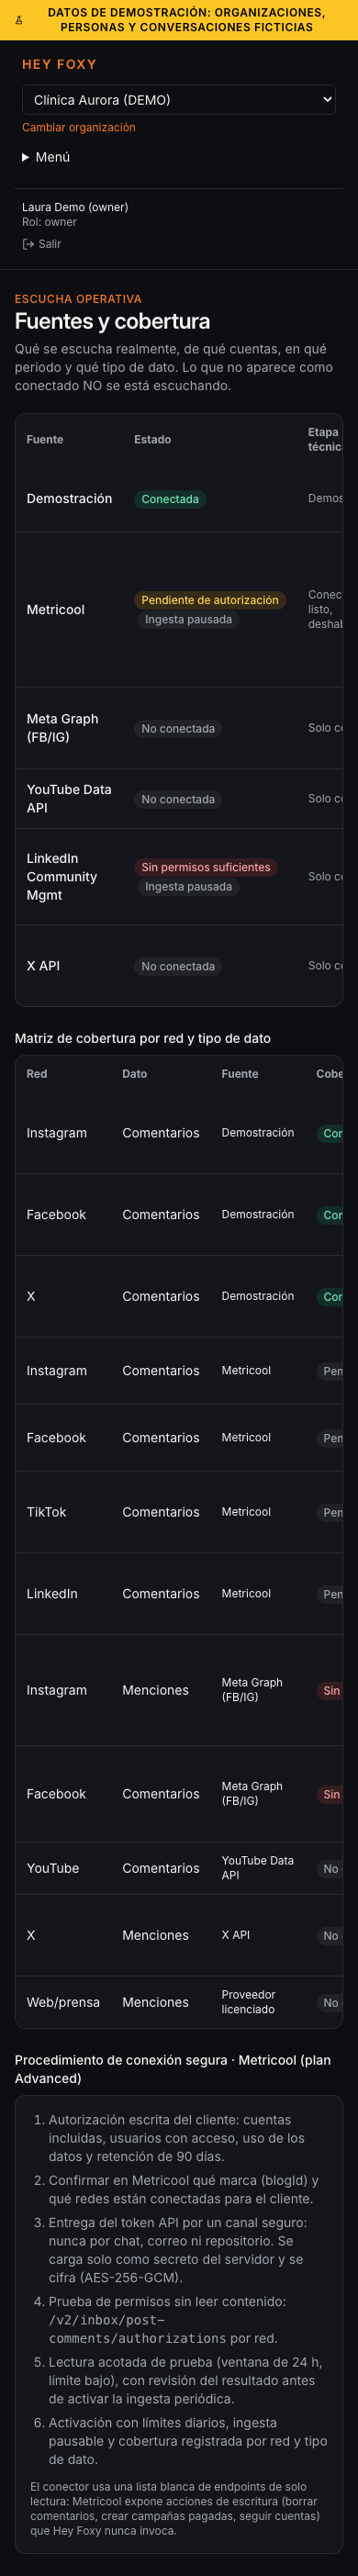 DATOS DE DEMOSTRACIÓN: ORGANIZACIONES,
PERSONAS Y CONVERSACIONES FICTICIAS
HEY FOXY
Clínica Aurora (DEMO)
Cambiar organización
Menú
Laura Demo (owner)
Rol: owner
Salir
ESCUCHA OPERATIVA
Fuentes y cobertura
Qué se escucha realmente, de qué cuentas, en qué
periodo y qué tipo de dato. Lo que no aparece como
conectado NO se está escuchando.
Fuente Estado Etapa
Demostración Conectada
Metricool Pendiente de autorización
Ingesta pausada
listo,
Meta Graph
(FB/IG) No conectada Solo
YouTube Data
API No conectada Solo
LinkedIn
Community
Mgmt Sin permisos suficientes
Ingesta pausada Solo
X API No conectada Solo
Matriz de cobertura por red y tipo de dato
Red Dato Fuente
Instagram Comentarios Demostración
Facebook Comentarios Demostración
X Comentarios Demostración
Instagram Comentarios Metricool
Facebook Comentarios Metricool
TikTok Comentarios Metricool
LinkedIn Comentarios Metricool
Instagram Menciones Meta Graph
(FB/IG) Sin
Facebook Comentarios Meta Graph
(FB/IG) Sin
YouTube Comentarios YouTube Data
API No
X Menciones X API No
Web/prensa Menciones Proveedor
licenciado No
Procedimiento de conexión segura · Metricool (plan
Advanced)
1. Autorización escrita del cliente: cuentas
incluidas, usuarios con acceso, uso de los
datos y retención de 90 días.
2. Confirmar en Metricool qué marca (blogId) y
qué redes están conectadas para el cliente.
3. Entrega del token API por un canal seguro:
nunca por chat, correo ni repositorio. Se
carga solo como secreto del servidor y se
cifra (AES-256-GCM).
4. Prueba de permisos sin leer contenido:
/v2/inbox/post-
comments/authorizations por red.
5. Lectura acotada de prueba (ventana de 24 h,
límite bajo), con revisión del resultado antes
de activar la ingesta periódica.
6. Activación con límites diarios, ingesta
pausable y cobertura registrada por red y tipo
de dato.
El conector usa una lista blanca de endpoints de solo
lectura: Metricool expone acciones de escritura (borrar
comentarios, crear campañas pagadas, seguir cuentas)
que Hey Foxy nunca invoca.